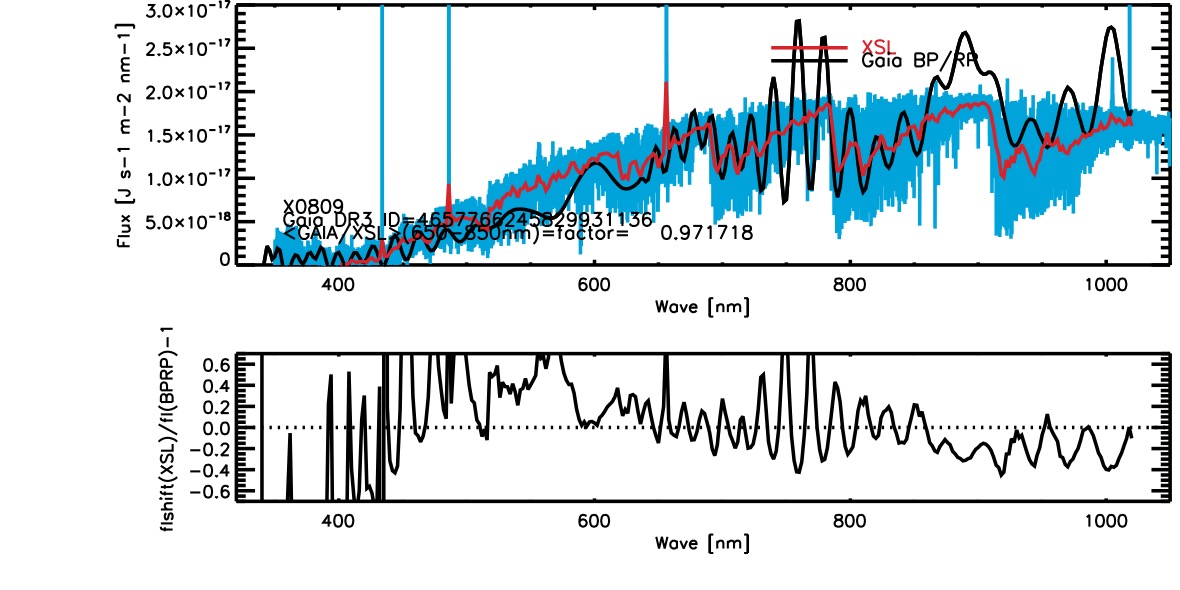 3.0×10⁻¹⁷
2.5×10⁻¹⁷
2.0×10⁻¹⁷
1.5×10⁻¹⁷
1.0×10⁻¹⁷
5.0×10⁻¹⁸
0
Flux [J s−1 m−2 nm−1]
XSL
Gaia BP/RP
X0809
Gaia DR3 ID=4657766245829931136
<GAIA/XSL>(650−850nm)=factor= 0.971718
400 600 800 1000
Wave [nm]
0.6
0.4
0.2
0.0
−0.2
−0.4
−0.6
flshift(XSL)/fl(BPRP)−1
400 600 800 1000
Wave [nm]